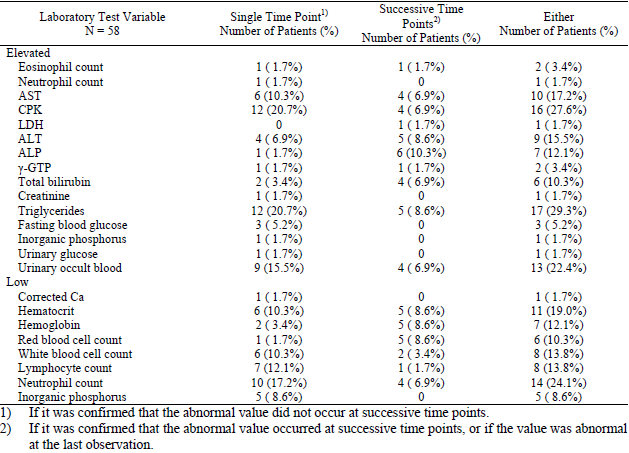 Laboratory Test Variable N = 58 Single Time Point1) Number of Patients (%) Successive Time Points2) Number of Patients (%) Either Number of Patients (%)
Elevated
Eosinophil count 1 ( 1.7%) 1 ( 1.7%) 2 ( 3.4%)
Neutrophil count 1 ( 1.7%) 0 1 ( 1.7%)
AST 6 (10.3%) 4 ( 6.9%) 10 (17.2%)
CPK 12 (20.7%) 4 ( 6.9%) 16 (27.6%)
LDH 0 1 ( 1.7%) 1 ( 1.7%)
ALT 4 ( 6.9%) 5 ( 8.6%) 9 (15.5%)
ALP 1 ( 1.7%) 6 (10.3%) 7 (12.1%)
γ-GTP 1 ( 1.7%) 1 ( 1.7%) 2 ( 3.4%)
Total bilirubin 2 ( 3.4%) 4 ( 6.9%) 6 (10.3%)
Creatinine 1 ( 1.7%) 0 1 ( 1.7%)
Triglycerides 12 (20.7%) 5 ( 8.6%) 17 (29.3%)
Fasting blood glucose 3 ( 5.2%) 0 3 ( 5.2%)
Inorganic phosphorus 1 ( 1.7%) 0 1 ( 1.7%)
Urinary glucose 1 ( 1.7%) 0 1 ( 1.7%)
Urinary occult blood 9 (15.5%) 4 ( 6.9%) 13 (22.4%)
Low
Corrected Ca 1 ( 1.7%) 0 1 ( 1.7%)
Hematocrit 6 (10.3%) 5 ( 8.6%) 11 (19.0%)
Hemoglobin 2 ( 3.4%) 5 ( 8.6%) 7 (12.1%)
Red blood cell count 1 ( 1.7%) 5 ( 8.6%) 6 (10.3%)
White blood cell count 6 (10.3%) 2 ( 3.4%) 8 (13.8%)
Lymphocyte count 7 (12.1%) 1 ( 1.7%) 8 (13.8%)
Neutrophil count 10 (17.2%) 4 ( 6.9%) 14 (24.1%)
Inorganic phosphorus 5 ( 8.6%) 0 5 ( 8.6%)
1) If it was confirmed that the abnormal value did not occur at successive time points.
2) If it was confirmed that the abnormal value occurred at successive time points, or if the value was abnormal
at the last observation.